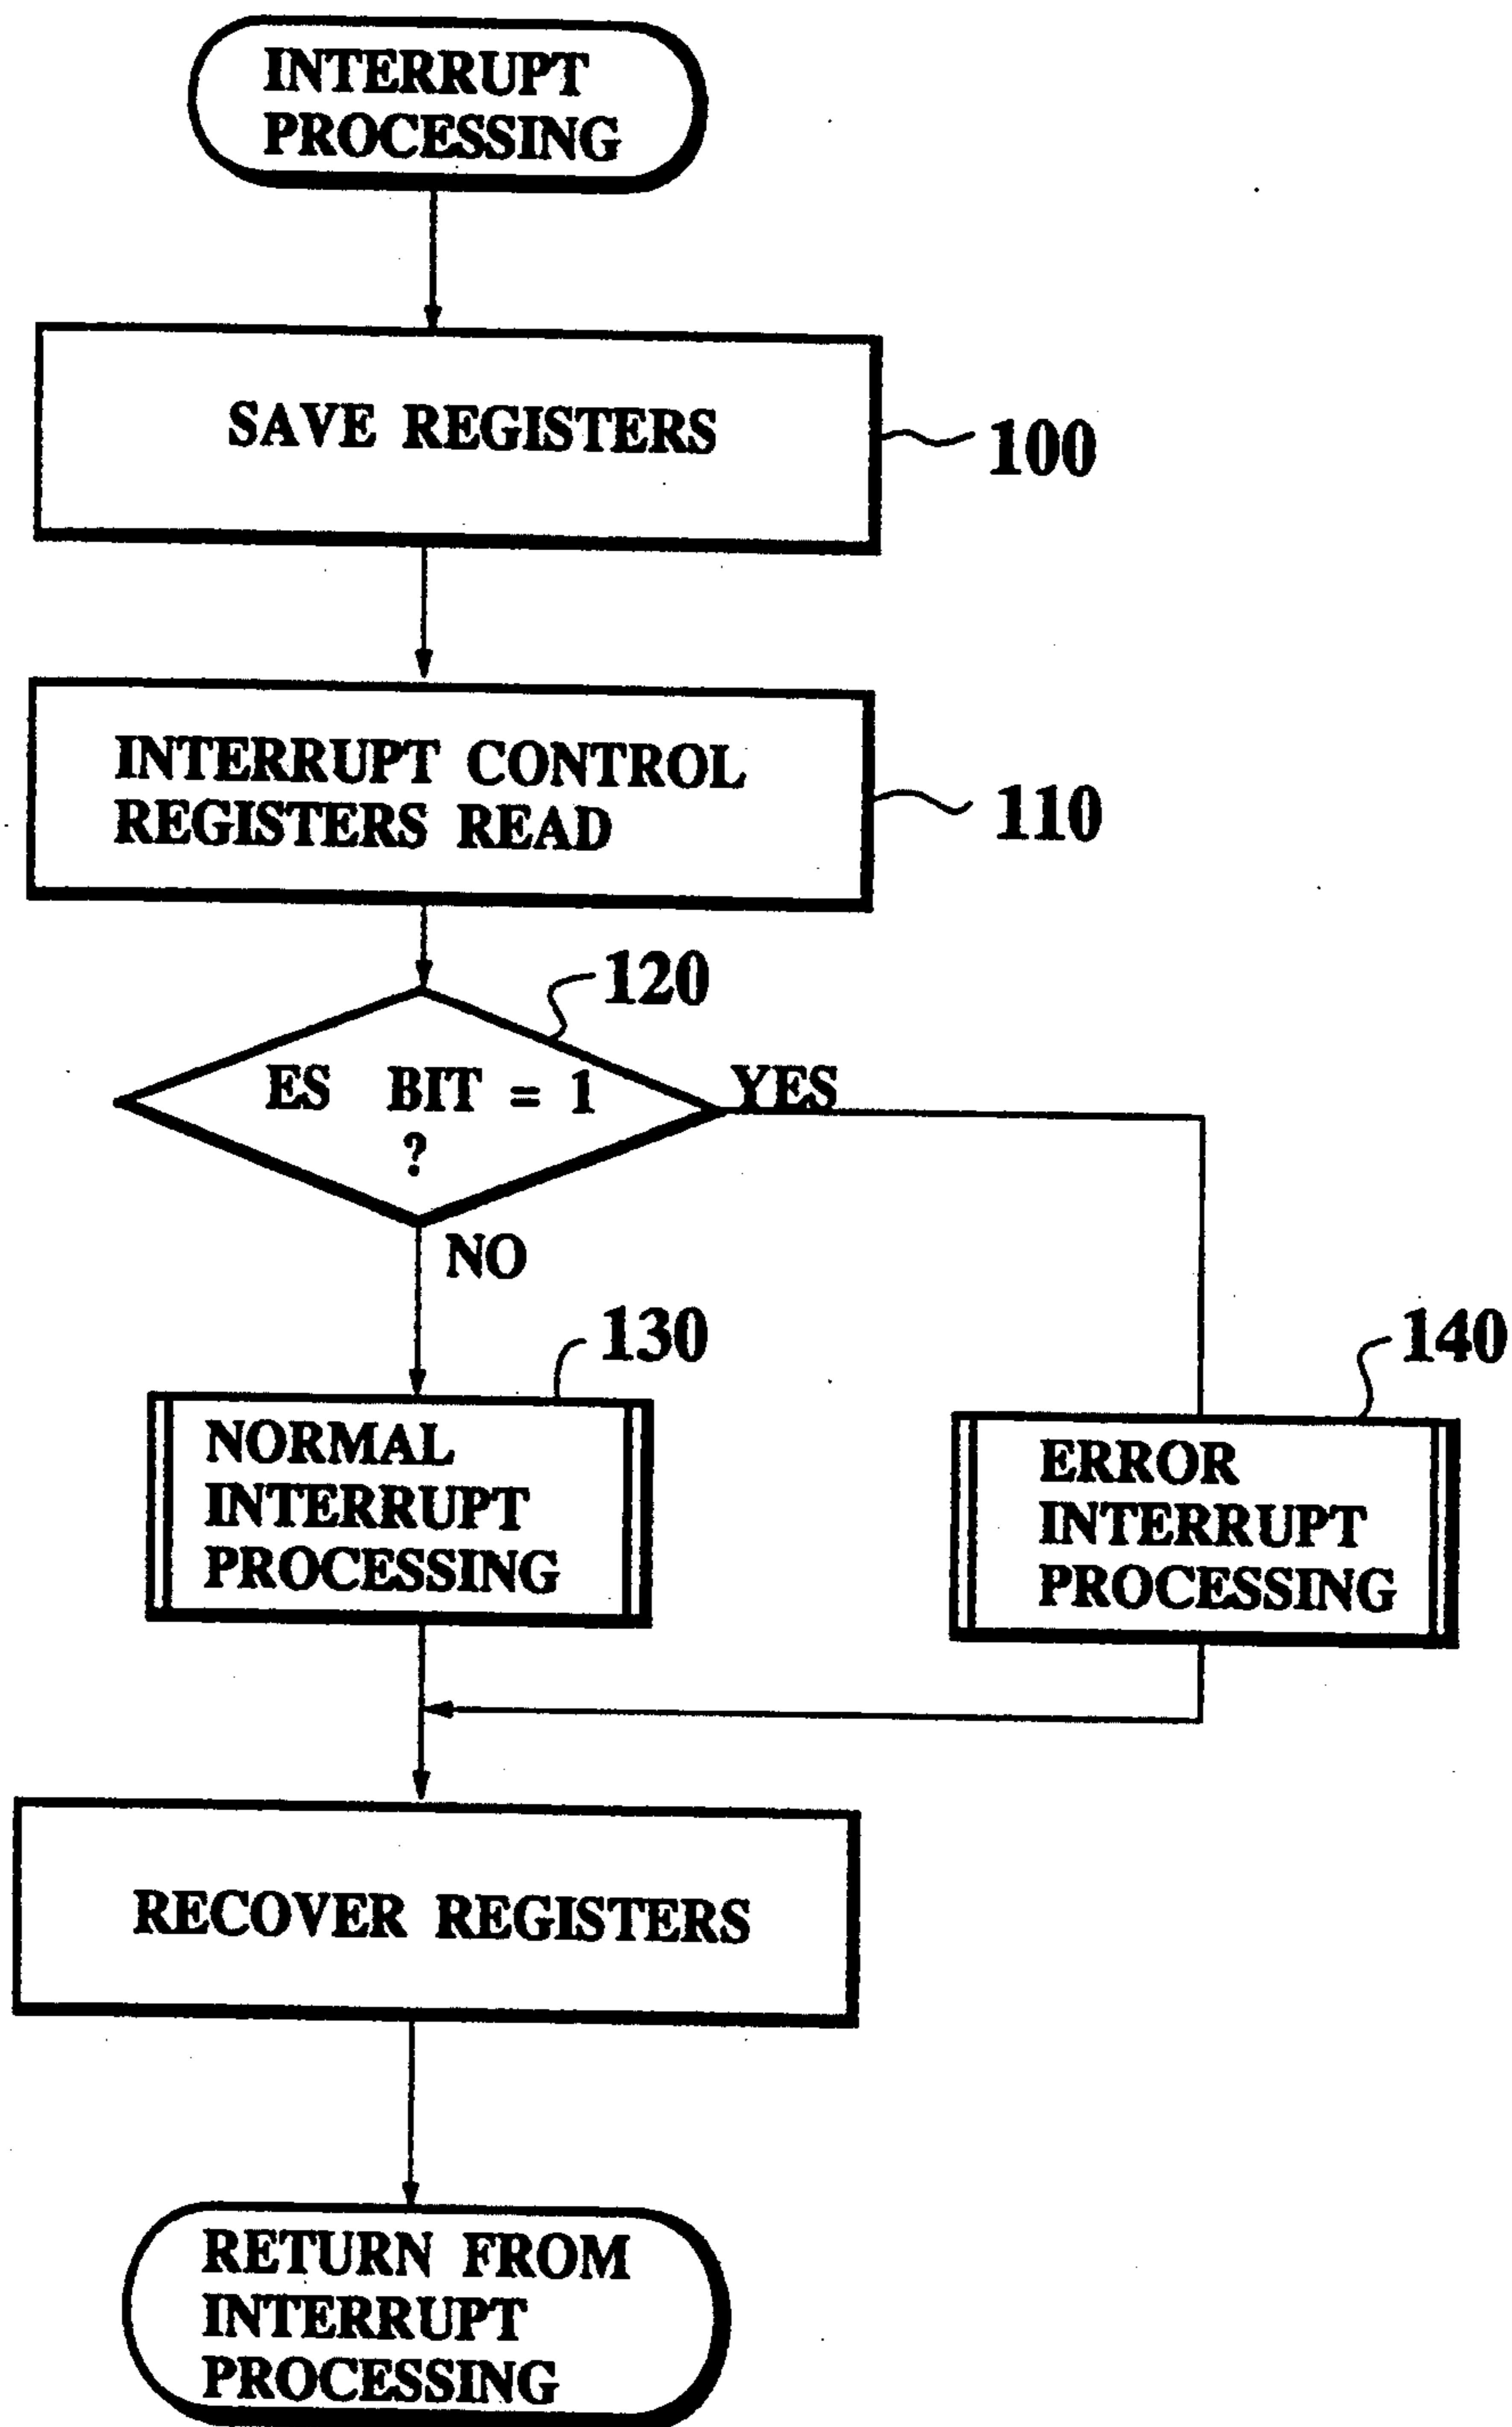 INTERRUPT
PROCESSING
SAVE REGISTERS
100
INTERRUPT CONTROL
REGISTERS READ
110
120
ES BIT = 1
?
YES
NO
130
NORMAL
INTERRUPT
PROCESSING
140
ERROR
INTERRUPT
PROCESSING
RECOVER REGISTERS
RETURN FROM
INTERRUPT
PROCESSING